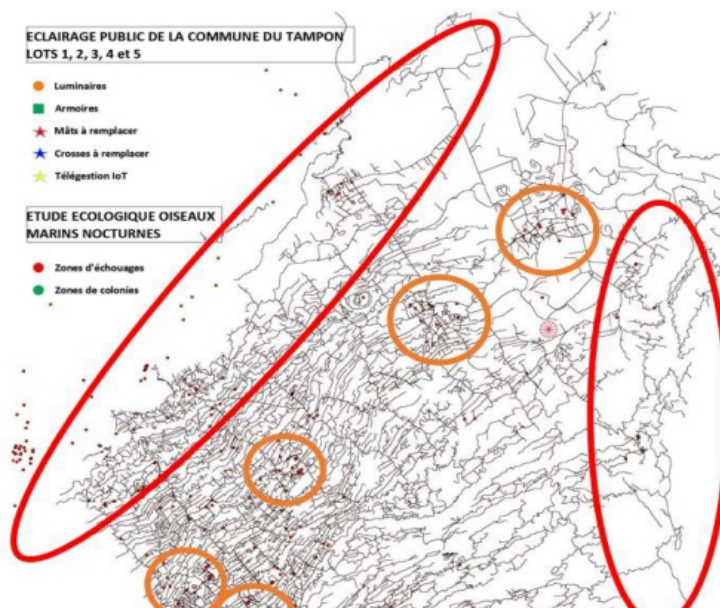 ECLAIRAGE PUBLIC DE LA COMMUNE DU TAMPON
LOTS 1, 2, 3, 4 et 5
Luminaires
Armoires
Mâts à remplacer
Crosses à remplacer
Télégestion IoT
ETUDE ECOLOGIQUE OISEAUX
MARINS NOCTURNES
Zones d'échouages
Zones de colonies